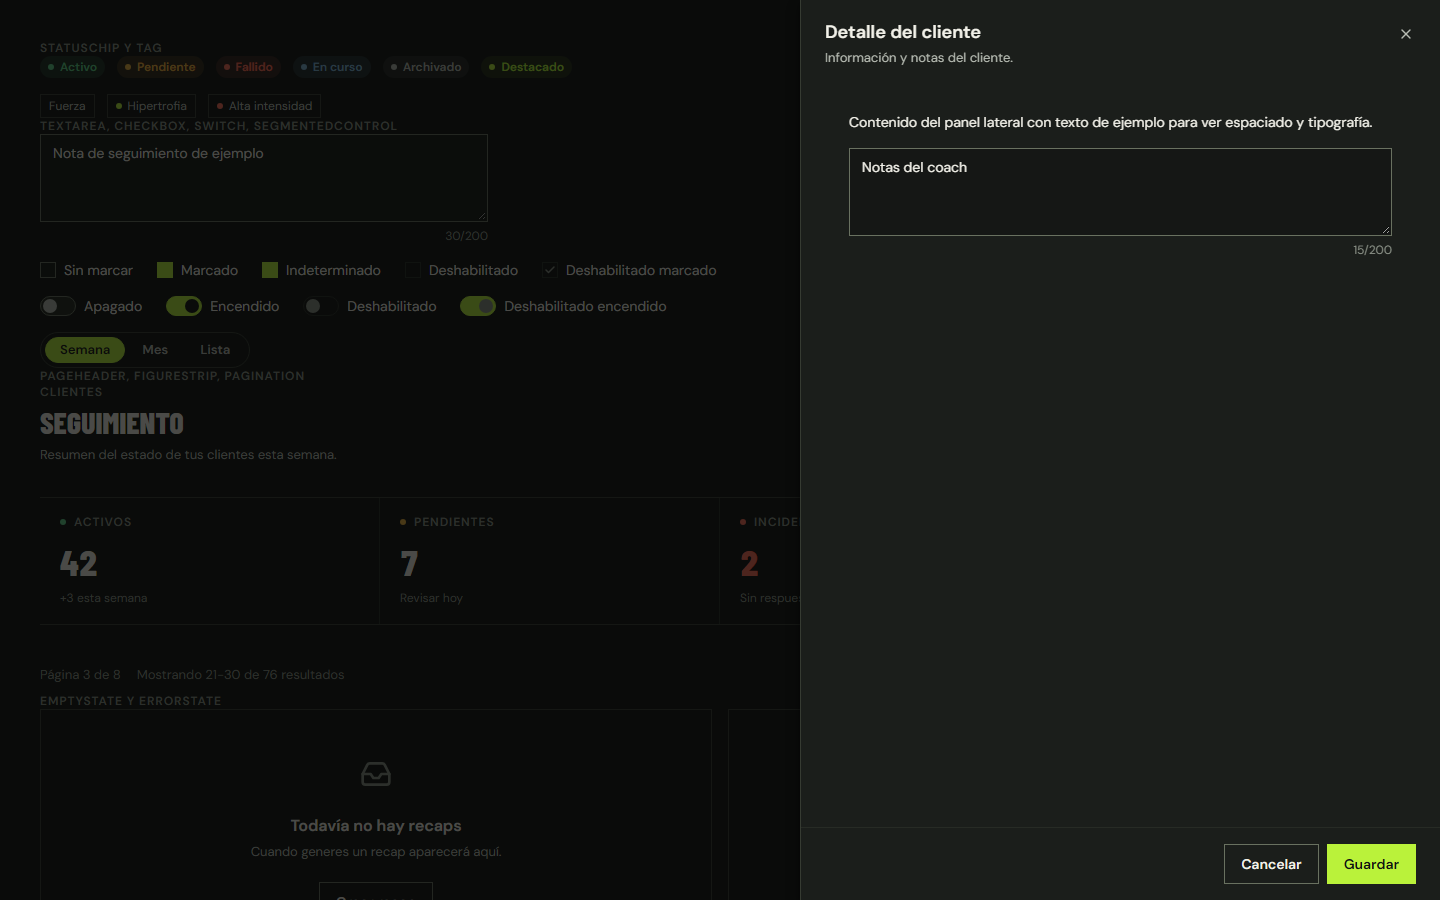 STATUSCHIP Y TAG
Activo Pendiente Fallido En curso Archivado Destacado
Fuerza Hipertrofia Alta intensidad
TEXTAREA, CHECKBOX, SWITCH, SEGMENTEDCONTROL
Nota de seguimiento de ejemplo
30/200
Sin marcar Marcado Indeterminado Deshabilitado Deshabilitado marcado
Apagado Encendido Deshabilitado Deshabilitado encendido
Semana Mes Lista
PAGEHEADER, FIGURESTRIP, PAGINATION
CLIENTES
SEGUIMIENTO
Resumen del estado de tus clientes esta semana.
ACTIVOS
42
+3 esta semana
PENDIENTES
7
Revisar hoy
INCIDE
2
Sin respue
Página 3 de 8 Mostrando 21-30 de 76 resultados
EMPTYSTATE Y ERRORSTATE
Todavía no hay recaps
Cuando generes un recap aparecerá aquí.
Detalle del cliente
Información y notas del cliente.
Contenido del panel lateral con texto de ejemplo para ver espaciado y tipografía.
Notas del coach
15/200
Cancelar Guardar